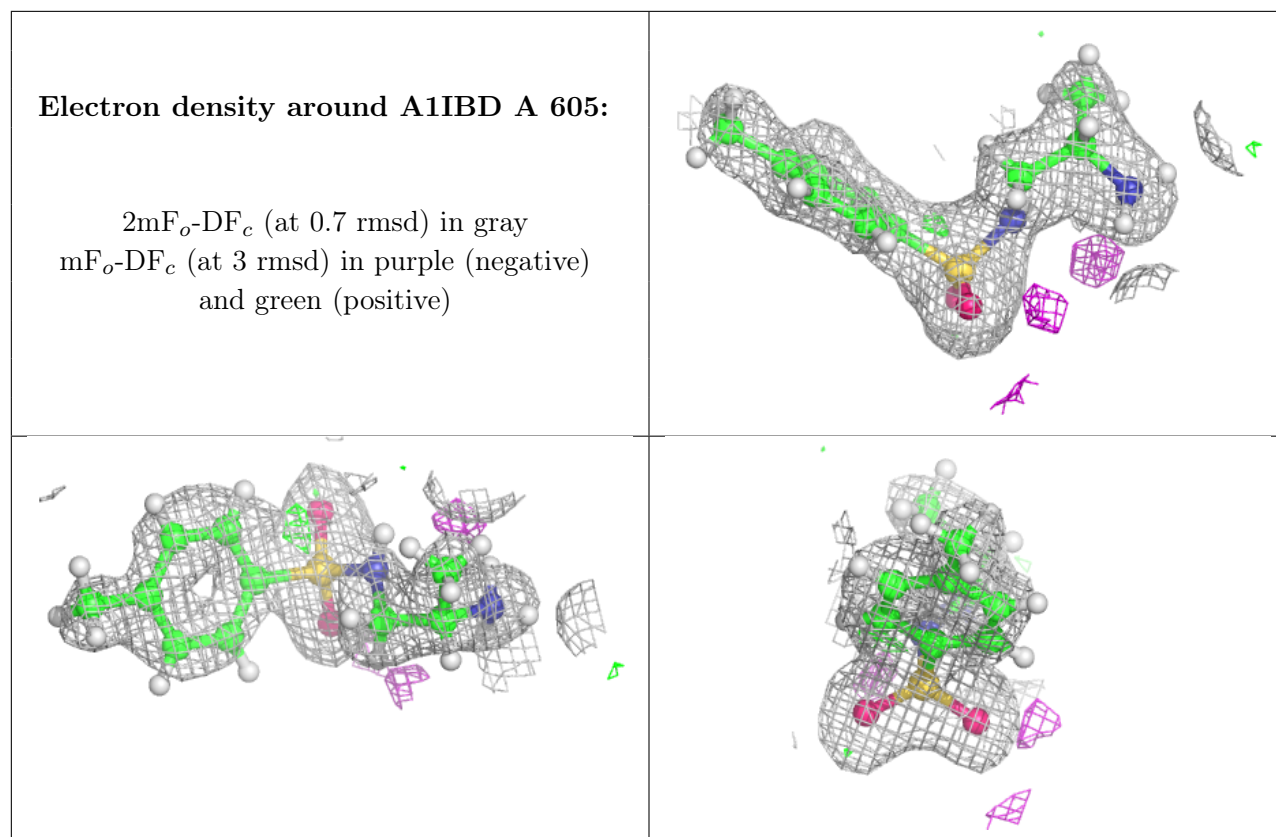 Electron density around A1IBD A 605:
2mFₒ-DF𝒸 (at 0.7 rmsd) in gray
mFₒ-DF𝒸 (at 3 rmsd) in purple (negative)
and green (positive)